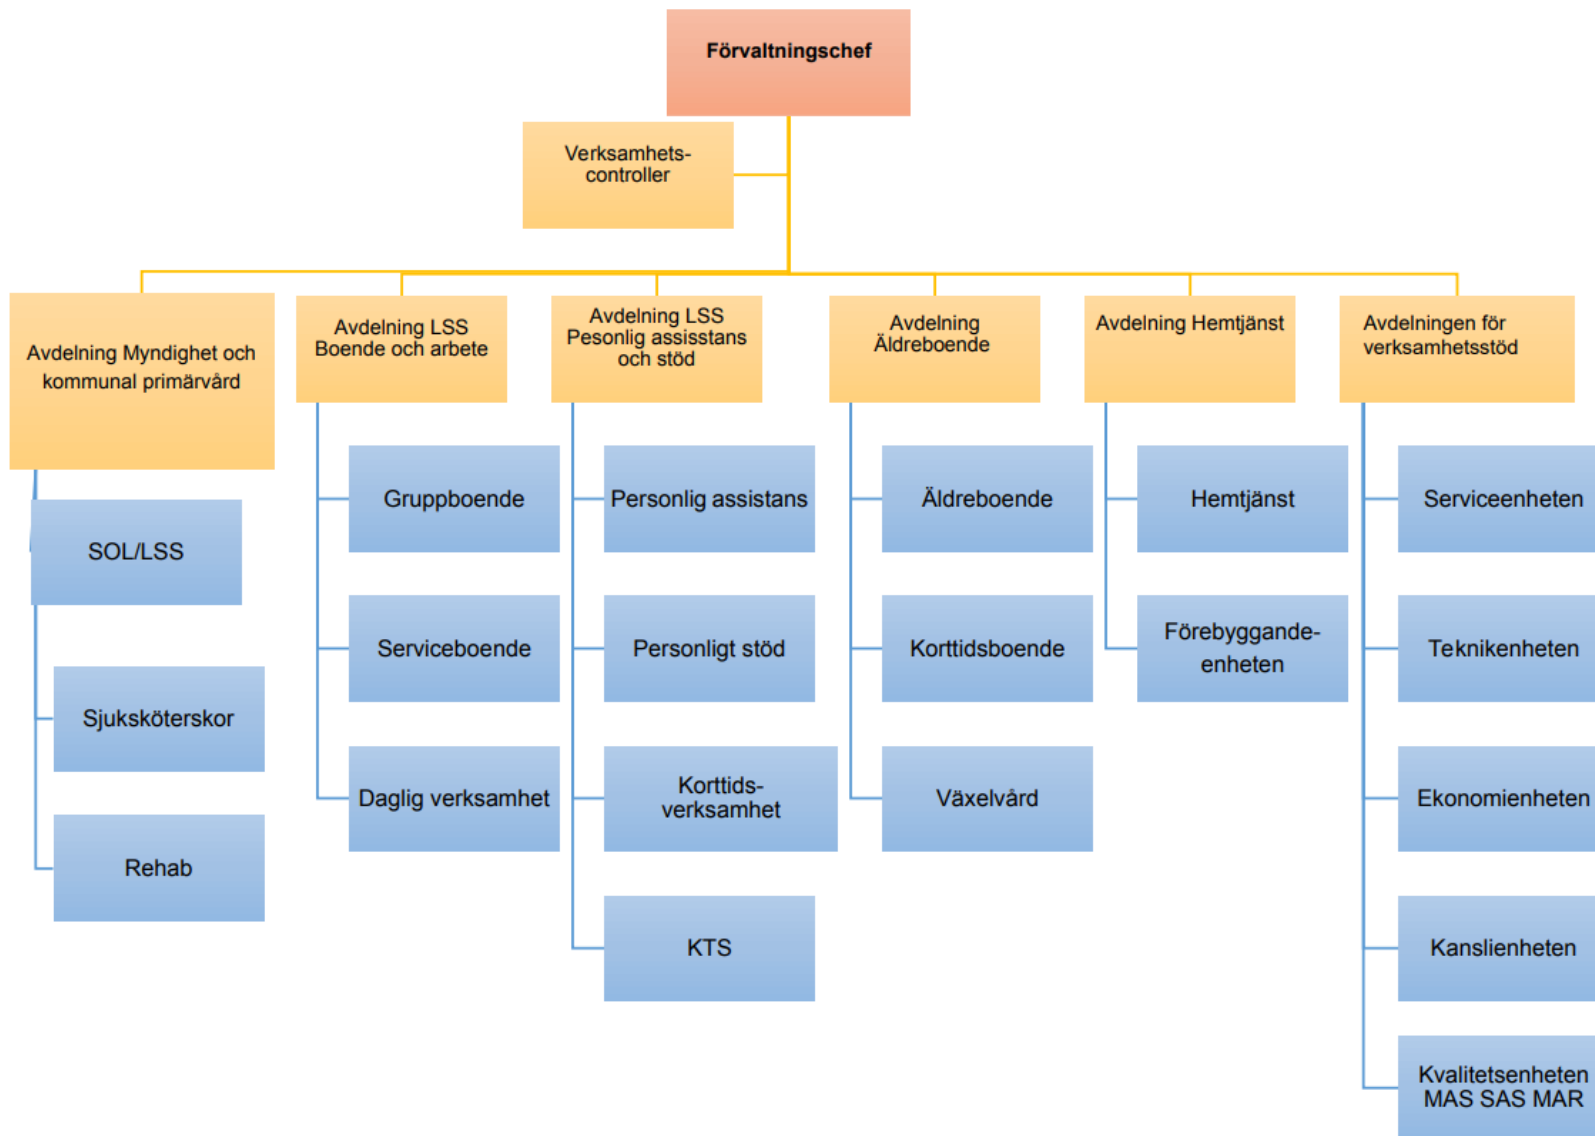 Förvaltningschef
Verksamhets-
controller
Avdelning Myndighet och
kommunal primärvård
Avdelning LSS
Boende och arbete
Avdelning LSS
Pesonlig assisstans
och stöd
Avdelning
Äldreboende
Avdelning Hemtjänst
Avdelningen för
verksamhetsstöd
SOL/LSS
Sjuksköterskor
Rehab
Gruppboende
Serviceboende
Daglig verksamhet
Personlig assistans
Personligt stöd
Korttids-
verksamhet
KTS
Äldreboende
Korttidsboende
Växelvård
Hemtjänst
Förebyggande-
enheten
Serviceenheten
Teknikenheten
Ekonomienheten
Kanslienheten
Kvalitetsenheten
MAS SAS MAR